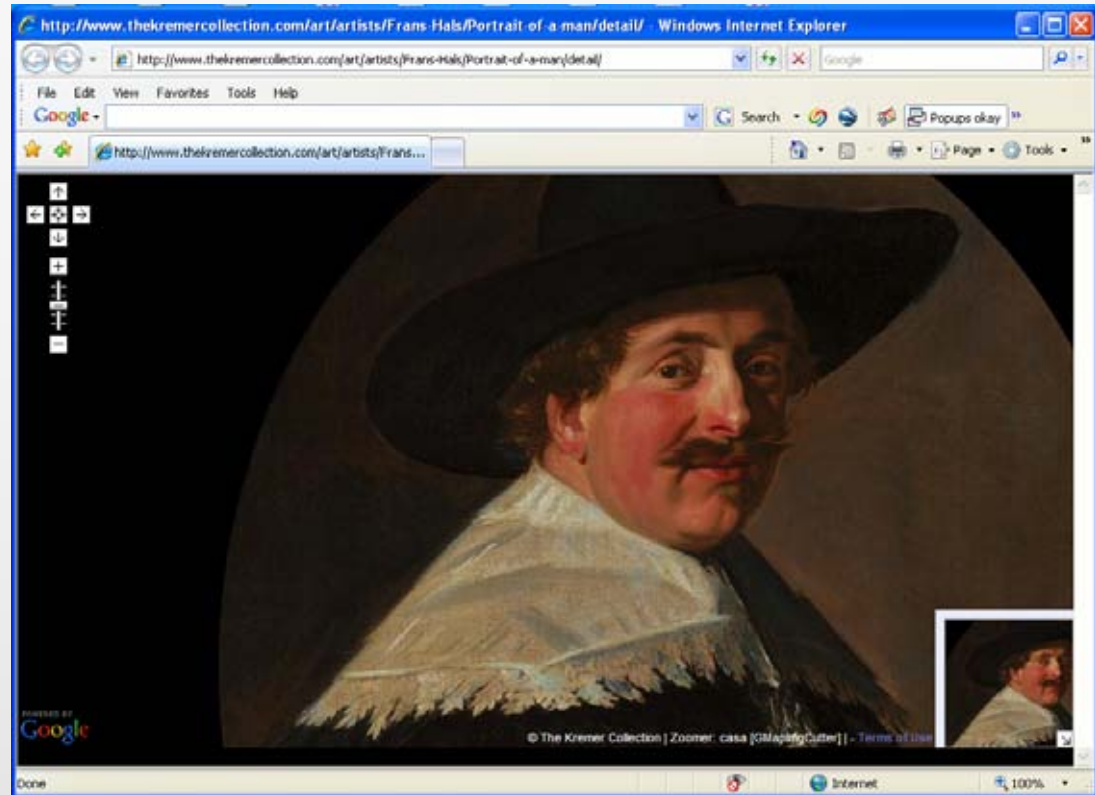 http://www.thekremercollection.com/art/artists/Frans-Hals/Portrait-of-a-man/detail/ - Windows Internet Explorer
http://www.thekremercollection.com/art/artists/Frans-Hals/Portrait-of-a-man/detail/
Google
File Edit View Favorites Tools Help
Google
Search
Popups okay
http://www.thekremercollection.com/art/artists/Frans...
Page
Tools
POWERED BY
Google
© The Kremer Collection | Zoomer: casa [GMapImgCutter] | - Terms of Use
Done
Internet
100%